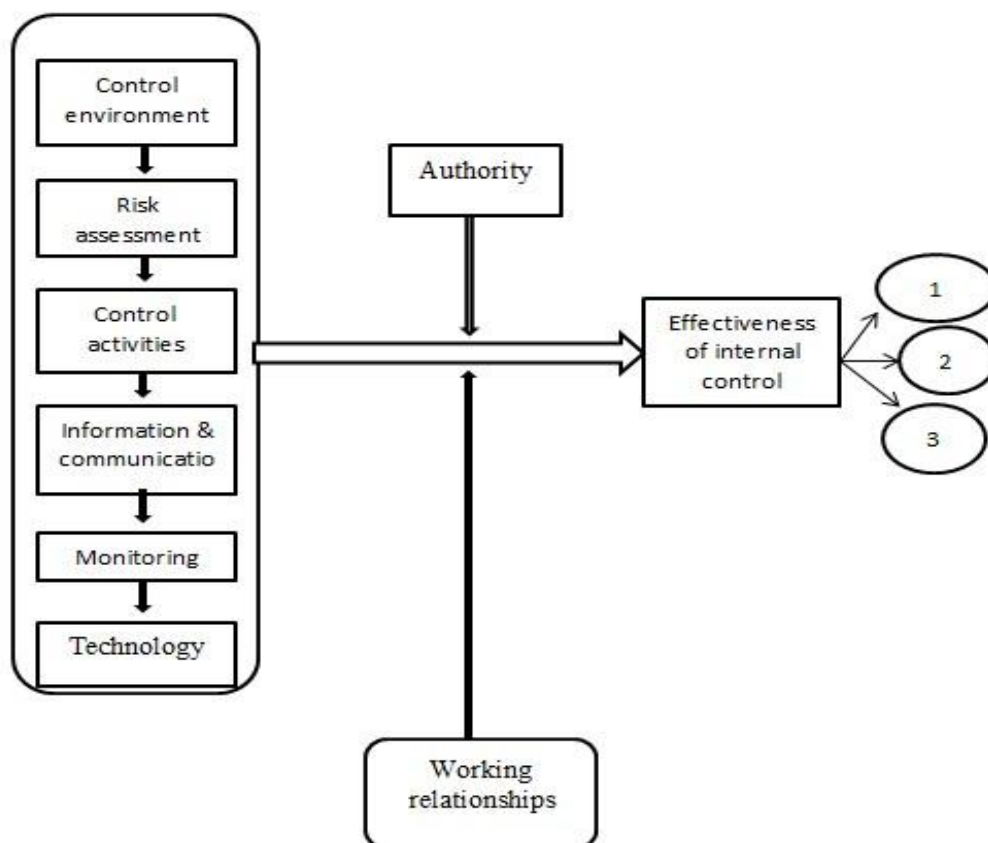 Control
environment
Risk
assessment
Control
activities
Information &
communicatio
Monitoring
Technology
Authority
Working
relationships
Effectiveness
of internal
control
1
2
3